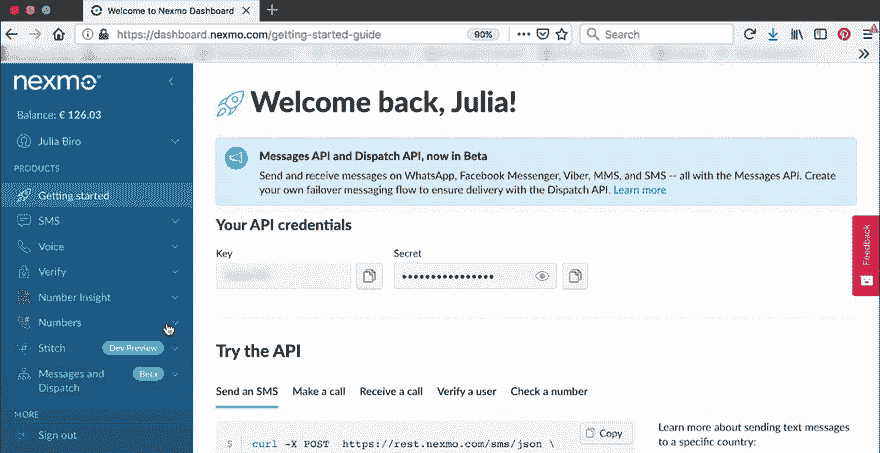 Welcome to Nexmo Dashboard
https://dashboard.nexmo.com/getting-started-guide
90%
Search
nexmo
Balance: € 126.03
Julia Biro
PRODUCTS
Getting started
SMS
Voice
Verify
Number Insight
Numbers
Stitch Dev Preview
Messages and Beta
Dispatch
MORE
Sign out
Welcome back, Julia!
Messages API and Dispatch API, now in Beta
Send and receive messages on WhatsApp, Facebook Messenger, Viber, MMS, and SMS -- all with the Messages API. Create
your own failover messaging flow to ensure delivery with the Dispatch API. Learn more
Your API credentials
Key Secret
Try the API
Send an SMS Make a call Receive a call Verify a user Check a number
$ curl -X POST https://rest.nexmo.com/sms/json \
Copy
Learn more about sending text messages
to a specific country:
Feedback